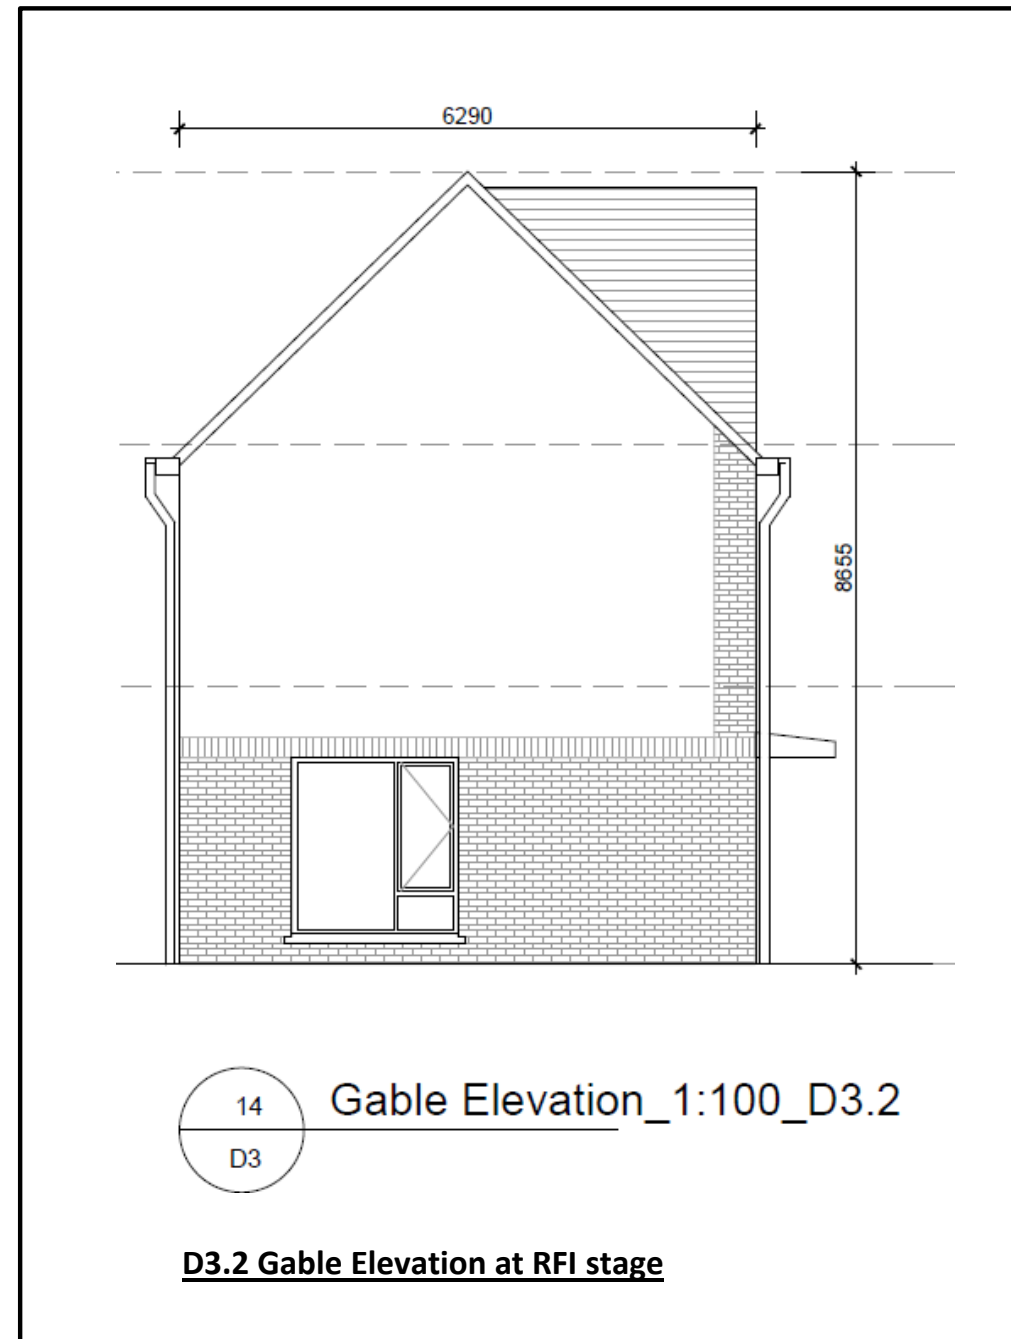 6290
8655
14
D3
Gable Elevation_1:100_D3.2
D3.2 Gable Elevation at RFI stage